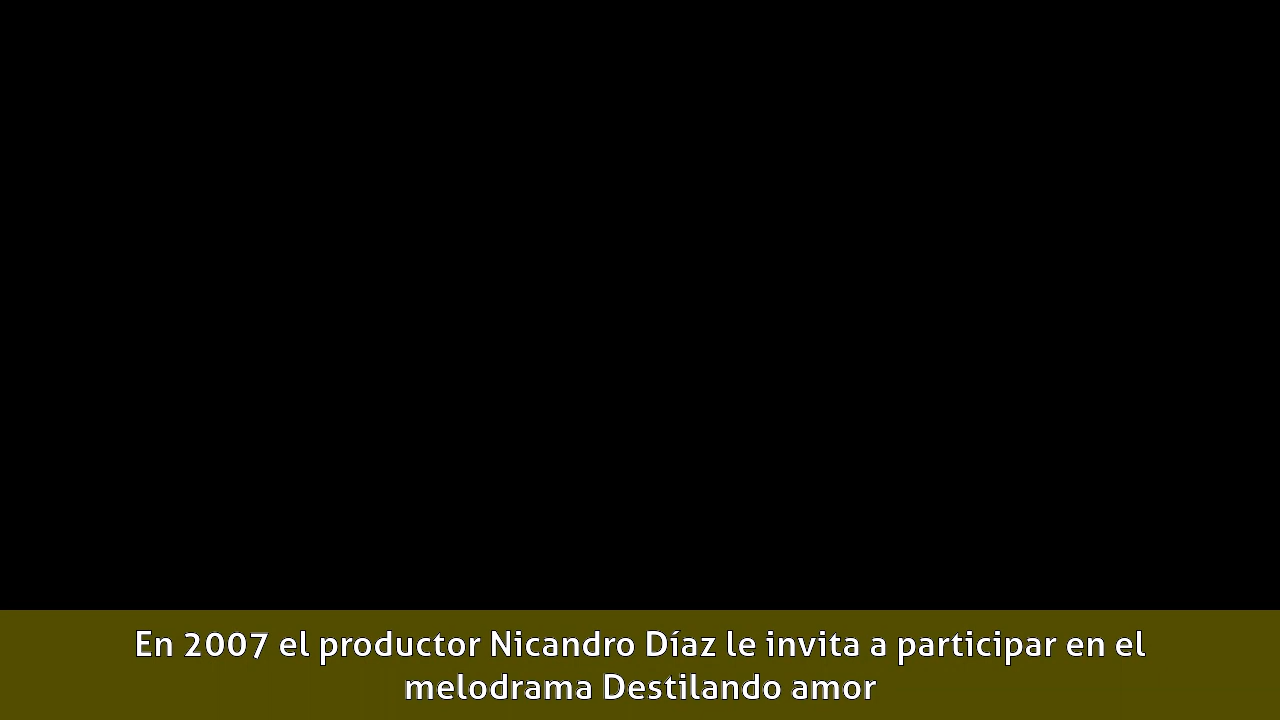 En 2007 el productor Nicandro Díaz le invita a participar en el
melodrama Destilando amor